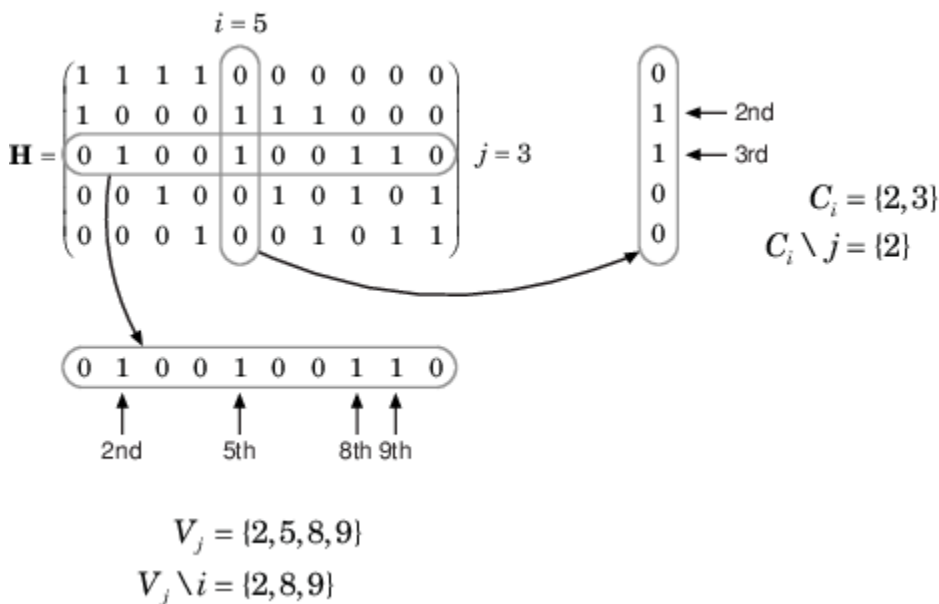 i = 5
1 1 1 1 0 0 0 0 0 0
1 0 0 0 1 1 1 0 0 0
H = 0 1 0 0 1 0 0 1 1 0 j = 3
0 0 1 0 0 1 0 1 0 1
0 0 0 1 0 0 1 0 1 1
0
1 2nd
1 3rd
0
0
C_i = {2,3}
C_i \ j = {2}
0 1 0 0 1 0 0 1 1 0
2nd 5th 8th 9th
V_j = {2,5,8,9}
V_j \ i = {2,8,9}